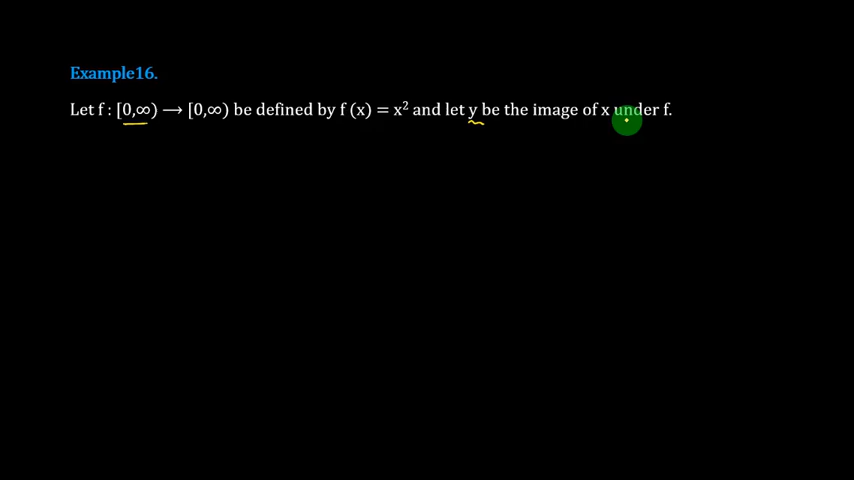 Example16.
Let f : [0,∞) ⟶ [0,∞) be defined by f (x) = x² and let y be the image of x under f.